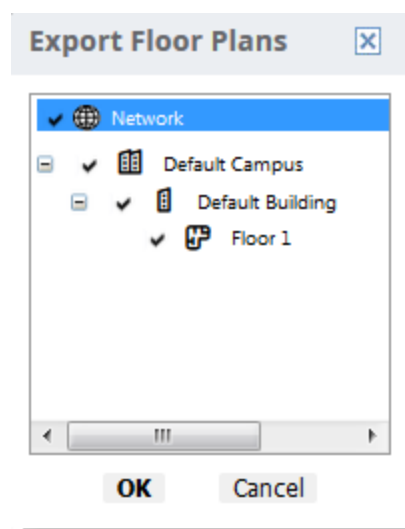 Export Floor Plans
Network
Default Campus
Default Building
Floor 1
OK Cancel